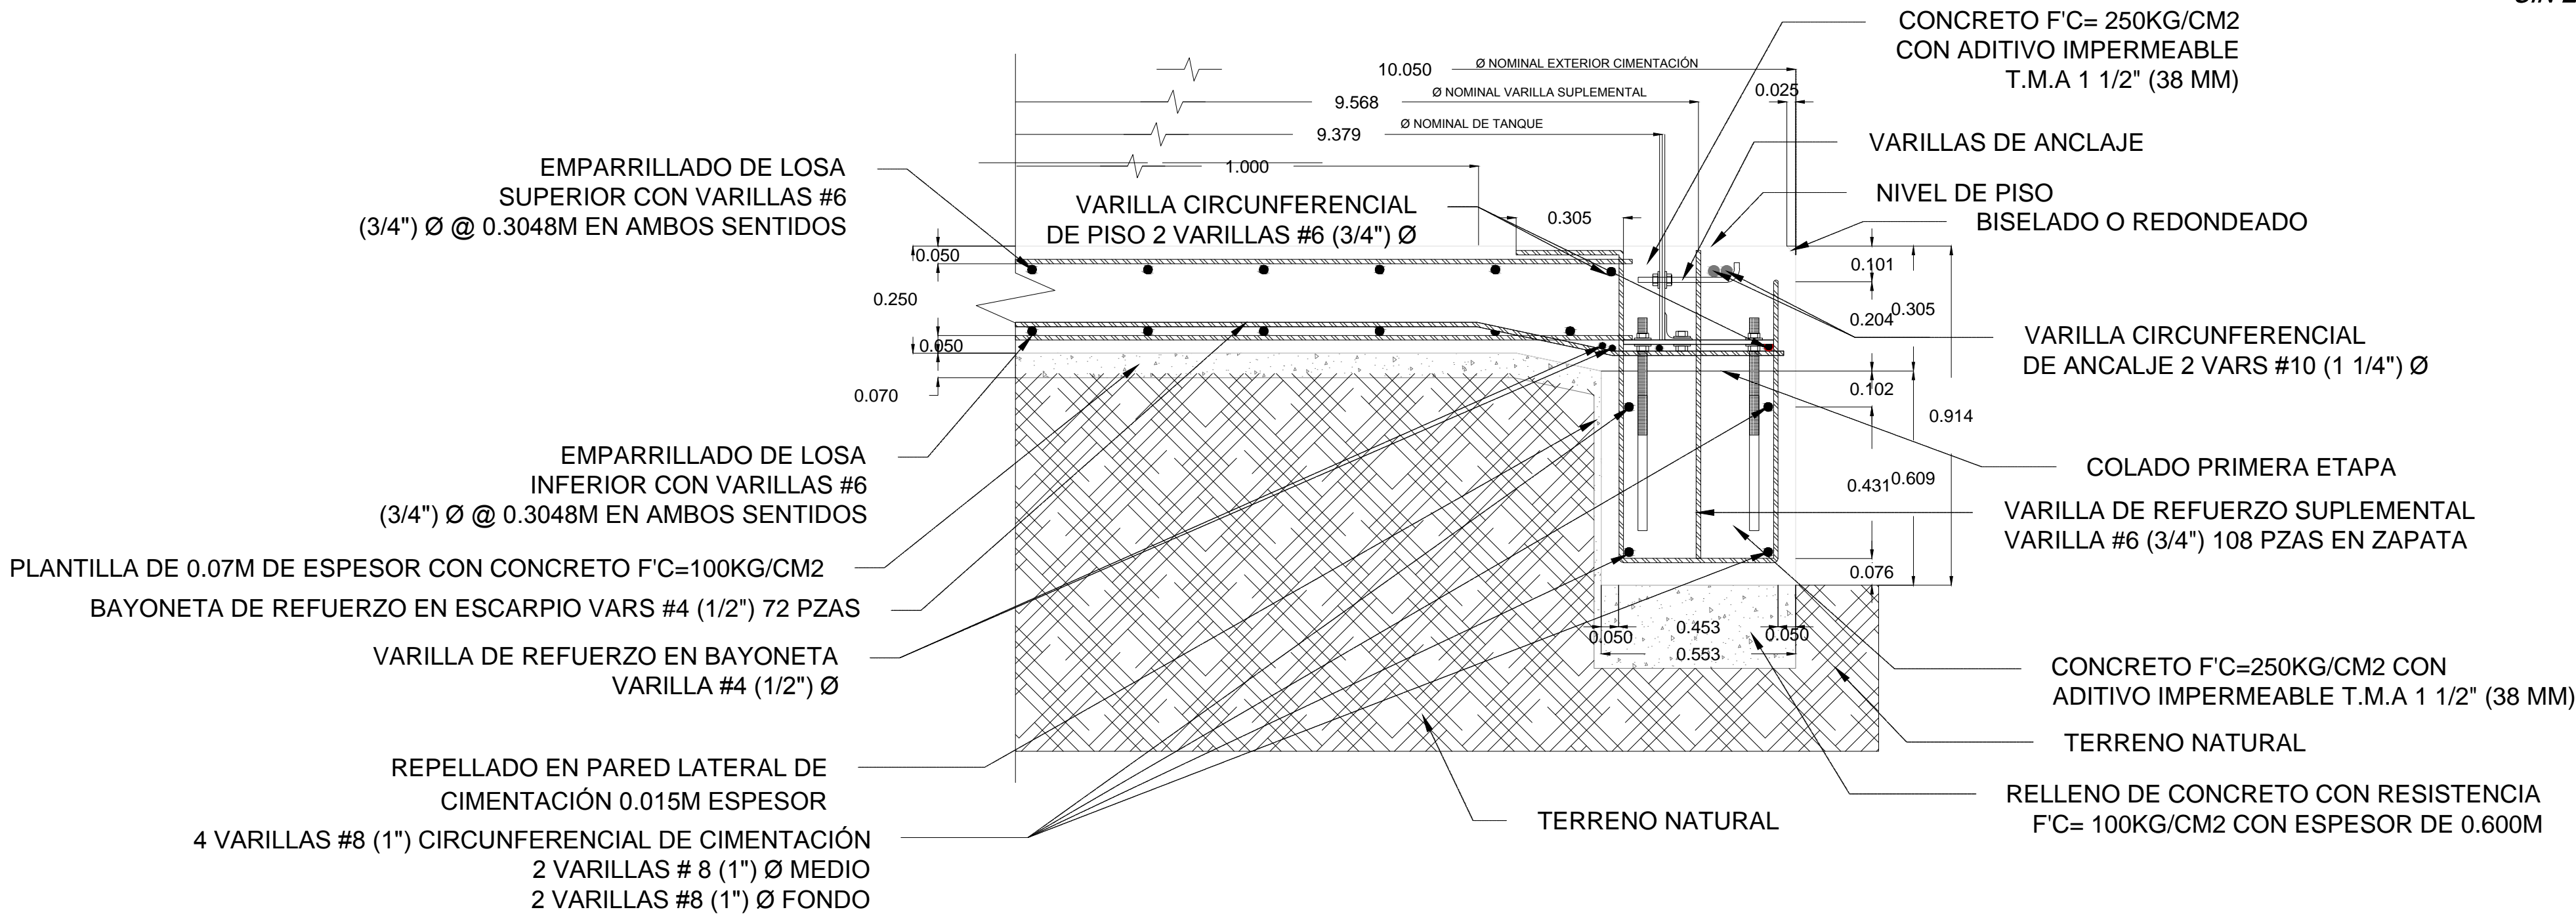 CONCRETO F'C= 250KG/CM2
CON ADITIVO IMPERMEABLE
T.M.A 1 1/2" (38 MM)
10.050
Ø NOMINAL EXTERIOR CIMENTACIÓN
9.568
Ø NOMINAL VARILLA SUPLEMENTAL
0.025
9.379
Ø NOMINAL DE TANQUE
1.000
VARILLAS DE ANCLAJE
EMPARRILLADO DE LOSA
SUPERIOR CON VARILLAS #6
(3/4") Ø @ 0.3048M EN AMBOS SENTIDOS
VARILLA CIRCUNFERENCIAL
DE PISO 2 VARILLAS #6 (3/4") Ø
0.305
NIVEL DE PISO
BISELADO O REDONDEADO
0.050
0.250
0.050
0.070
0.101
0.204
0.305
0.102
0.914
0.431
0.609
0.076
VARILLA CIRCUNFERENCIAL
DE ANCALJE 2 VARS #10 (1 1/4") Ø
COLADO PRIMERA ETAPA
EMPARRILLADO DE LOSA
INFERIOR CON VARILLAS #6
(3/4") Ø @ 0.3048M EN AMBOS SENTIDOS
VARILLA DE REFUERZO SUPLEMENTAL
VARILLA #6 (3/4") 108 PZAS EN ZAPATA
PLANTILLA DE 0.07M DE ESPESOR CON CONCRETO F'C=100KG/CM2
BAYONETA DE REFUERZO EN ESCARPIO VARS #4 (1/2") 72 PZAS
0.050
0.453
0.050
0.553
VARILLA DE REFUERZO EN BAYONETA
VARILLA #4 (1/2") Ø
CONCRETO F'C=250KG/CM2 CON
ADITIVO IMPERMEABLE T.M.A 1 1/2" (38 MM)
TERRENO NATURAL
REPELLADO EN PARED LATERAL DE
CIMENTACIÓN 0.015M ESPESOR
RELLENO DE CONCRETO CON RESISTENCIA
F'C= 100KG/CM2 CON ESPESOR DE 0.600M
TERRENO NATURAL
4 VARILLAS #8 (1") CIRCUNFERENCIAL DE CIMENTACIÓN
2 VARILLAS # 8 (1") Ø MEDIO
2 VARILLAS #8 (1") Ø FONDO